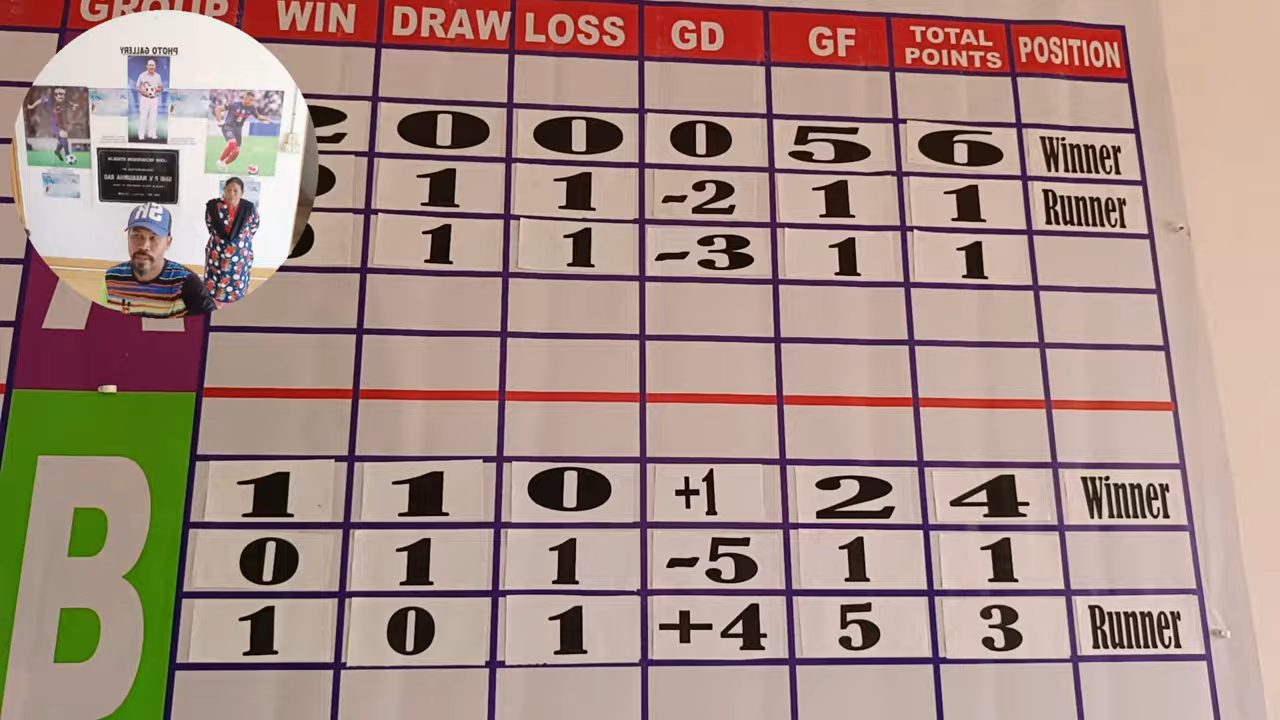 GROUP WIN DRAW LOSS GD GF TOTAL POINTS POSITION
PHOTO GALLERY
2 0 0 0 5 6 Winner
1 1 -2 1 1 Runner
1 1 -3 1 1
B
1 1 0 +1 2 4 Winner
0 1 1 -5 1 1
1 0 1 +4 5 3 Runner